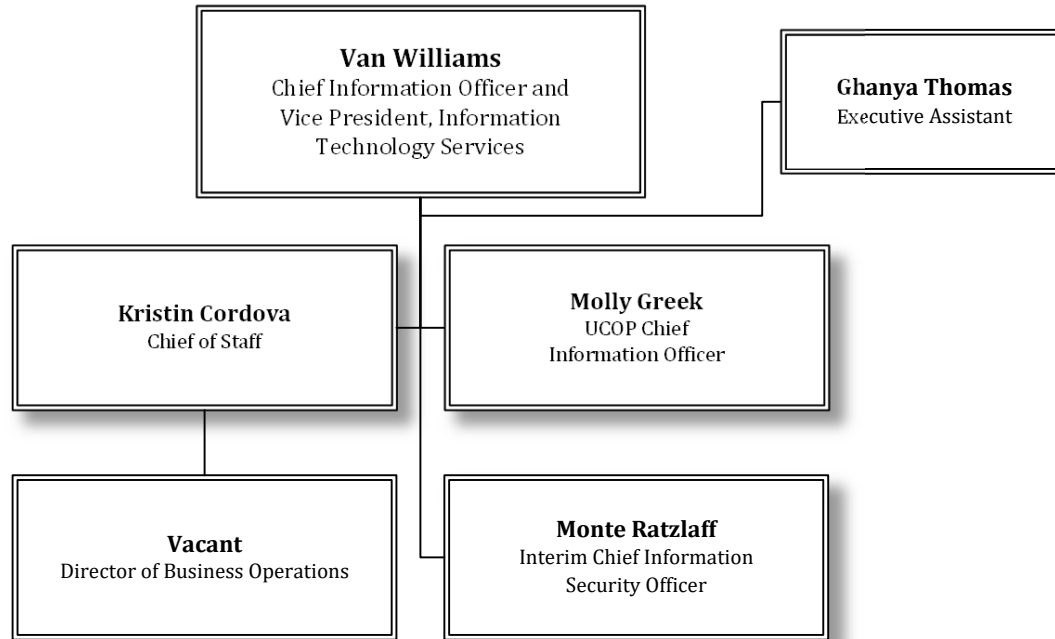 Van Williams
Chief Information Officer and
Vice President, Information
Technology Services
Ghanya Thomas
Executive Assistant
Kristin Cordova
Chief of Staff
Molly Greek
UCOP Chief
Information Officer
Vacant
Director of Business Operations
Monte Ratzlaff
Interim Chief Information
Security Officer